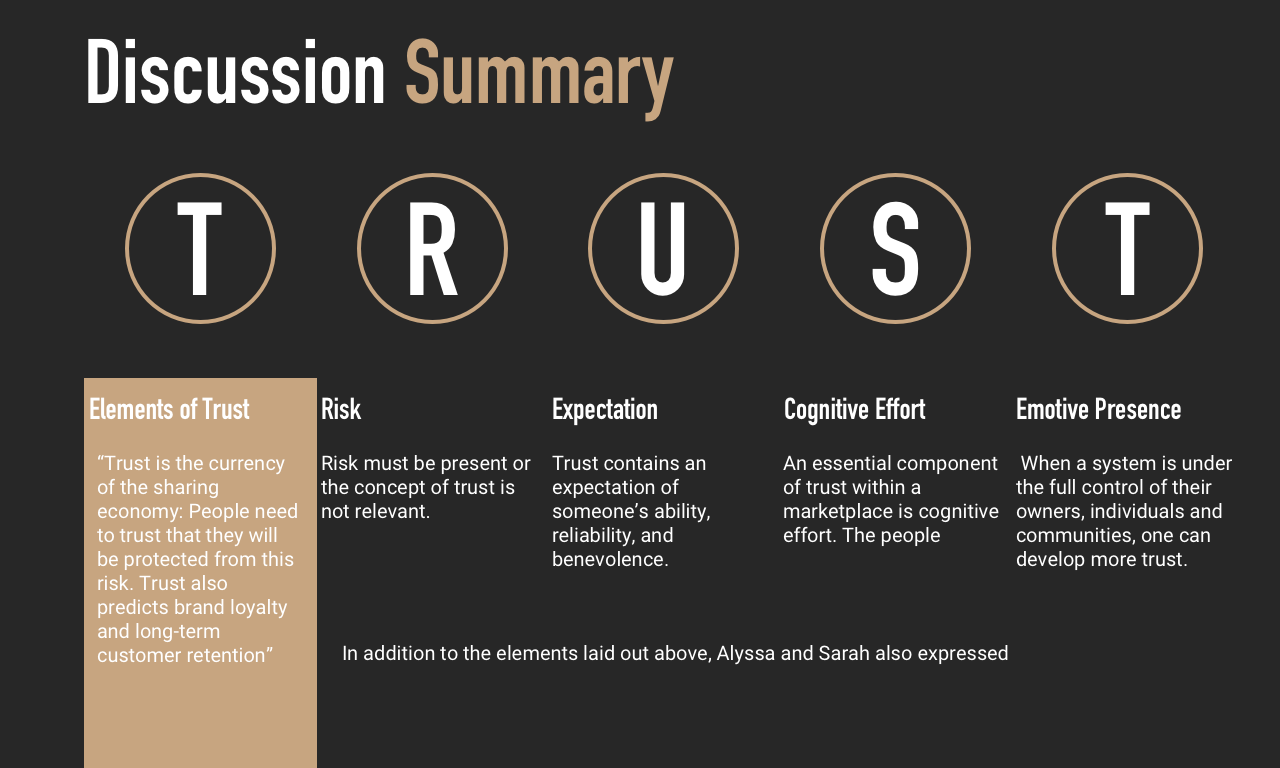 Discussion Summary
T R U S T
Elements of Trust
“Trust is the currency
of the sharing
economy: People need
to trust that they will
be protected from this
risk. Trust also
predicts brand loyalty
and long-term
customer retention”
Risk
Risk must be present or
the concept of trust is
not relevant.
Expectation
Trust contains an
expectation of
someone’s ability,
reliability, and
benevolence.
Cognitive Effort
An essential component
of trust within a
marketplace is cognitive
effort. The people
Emotive Presence
When a system is under
the full control of their
owners, individuals and
communities, one can
develop more trust.
In addition to the elements laid out above, Alyssa and Sarah also expressed